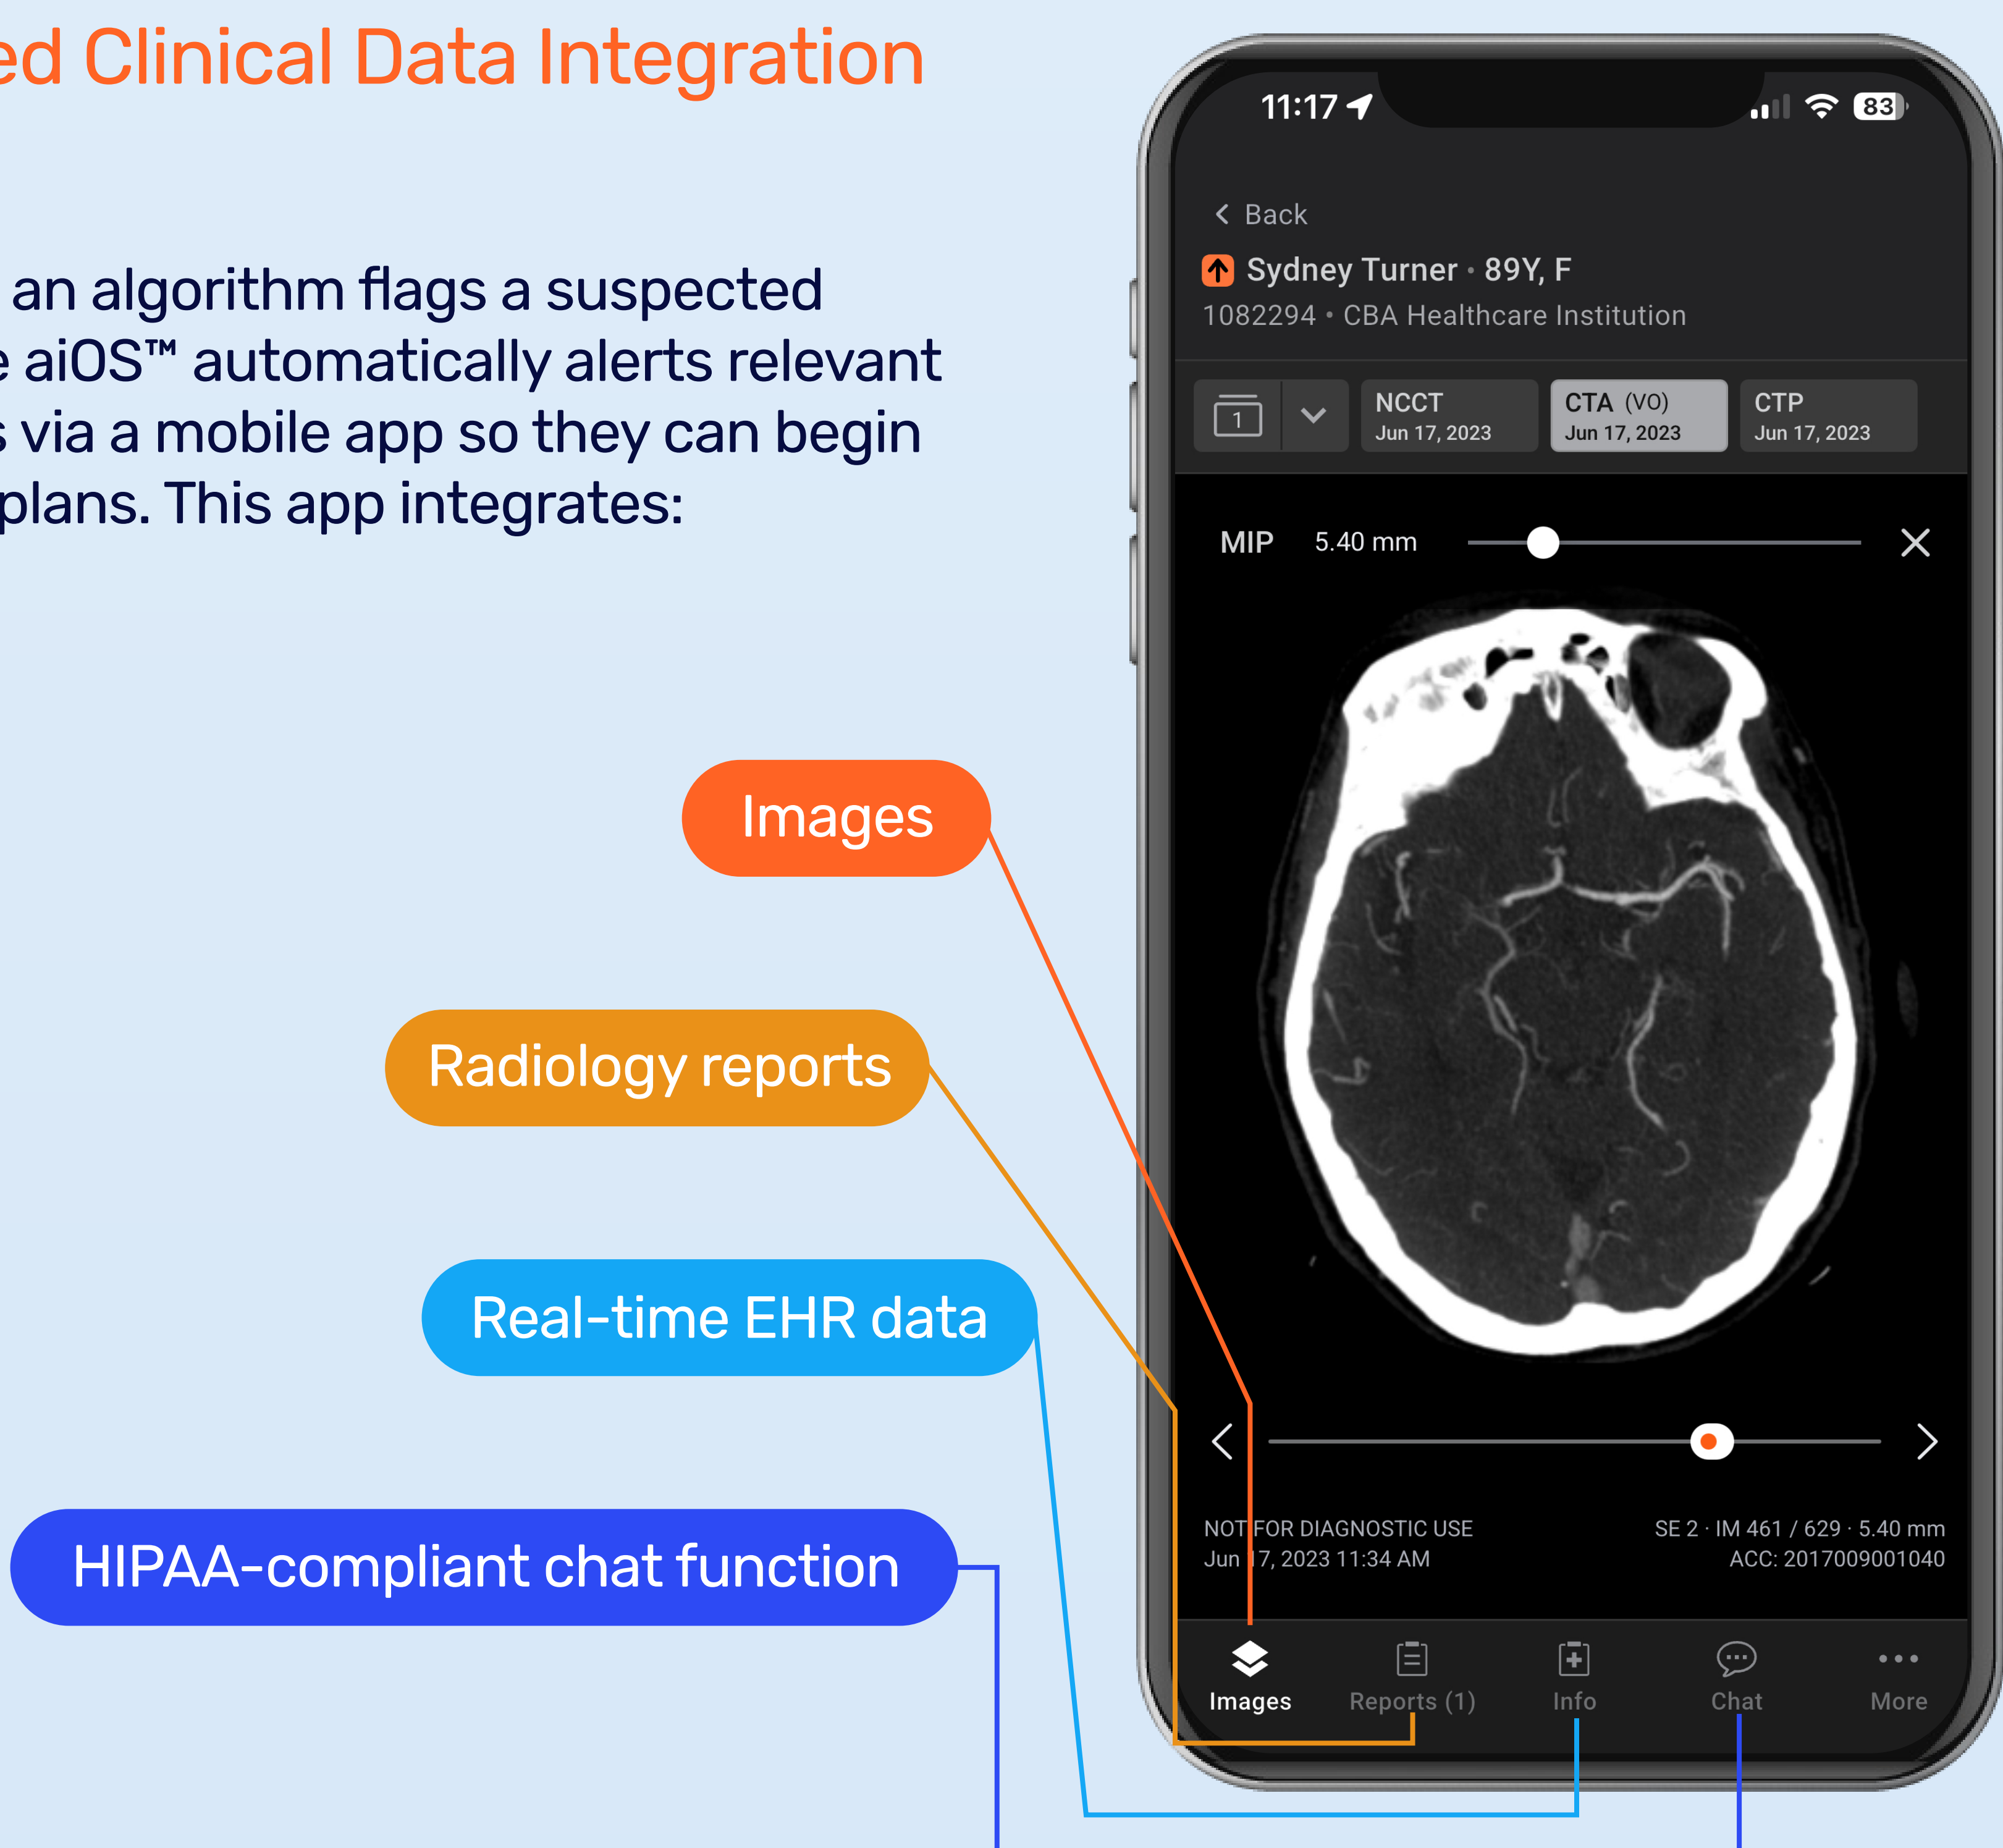 ed Clinical Data Integration
an algorithm flags a suspected
e aiOS™ automatically alerts relevant
s via a mobile app so they can begin
plans. This app integrates:
Images
Radiology reports
Real-time EHR data
HIPAA-compliant chat function
11:17
83
Back
Sydney Turner · 89Y, F
1082294 • CBA Healthcare Institution
1
NCCT
Jun 17, 2023
CTA (VO)
Jun 17, 2023
CTP
Jun 17, 2023
MIP 5.40 mm
NOT FOR DIAGNOSTIC USE
Jun 17, 2023 11:34 AM
SE 2 · IM 461 / 629 · 5.40 mm
ACC: 2017009001040
Images
Reports (1)
Info
Chat
More